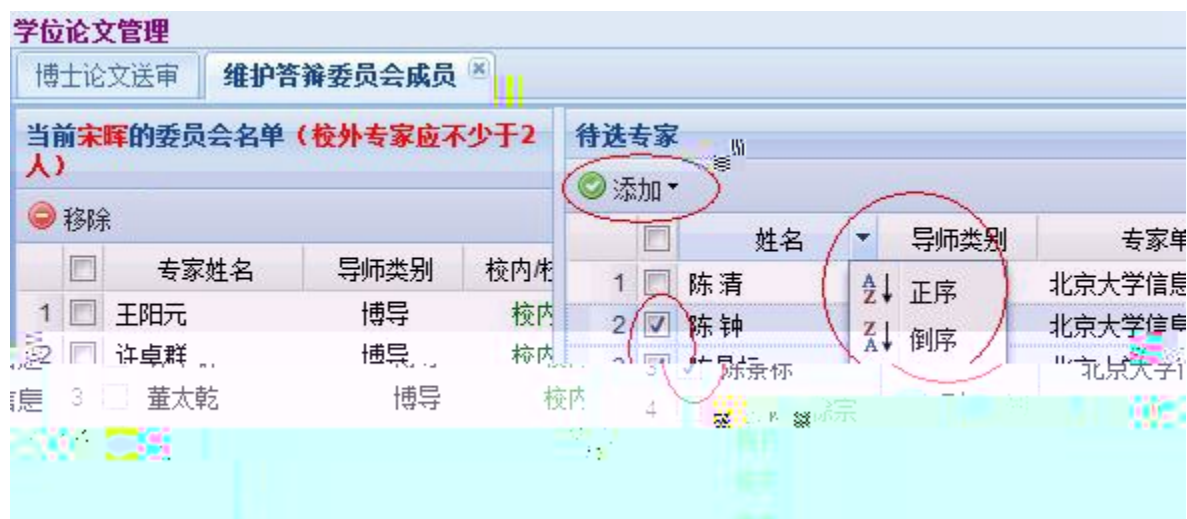 学位论文管理
博士论文送审 维护答辩委员会成员
当前宋晖的委员会名单（校外专家应不少于2人）
移除
专家姓名 导师类别 校内/校
1 王阳元 博导 校内
2 许卓群 博导 校内
3 董太乾 博导 校内
待选专家
添加
姓名 导师类别 专家单
1 陈清 北京大学信息
2 陈钟 北京大学信息
3 陈景标 北京大学信
4
正序
倒序